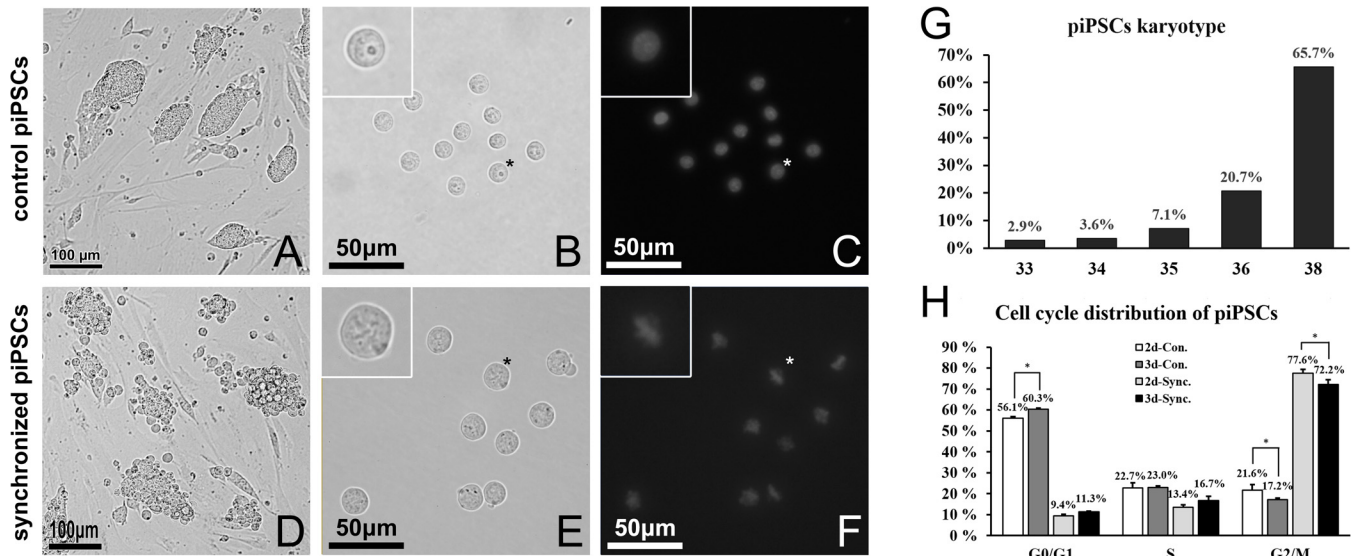 control piPSCs
100 µm
A
*
50µm
B
*
50µm
C
synchronized piPSCs
100µm
D
*
50µm
E
*
50µm
F
G
piPSCs karyotype
70%
60%
50%
40%
30%
20%
10%
0%
2.9%
3.6%
7.1%
20.7%
65.7%
33 34 35 36 38
H
Cell cycle distribution of piPSCs
90 %
80 %
70 %
60 %
50 %
40 %
30 %
20 %
10 %
0 %
2d-Con.
3d-Con.
2d-Sync.
3d-Sync.
*
56.1% 60.3%
9.4% 11.3%
22.7% 23.0%
13.4% 16.7%
*
21.6% 17.2%
*
77.6%
72.2%
G0/G1 S G2/M